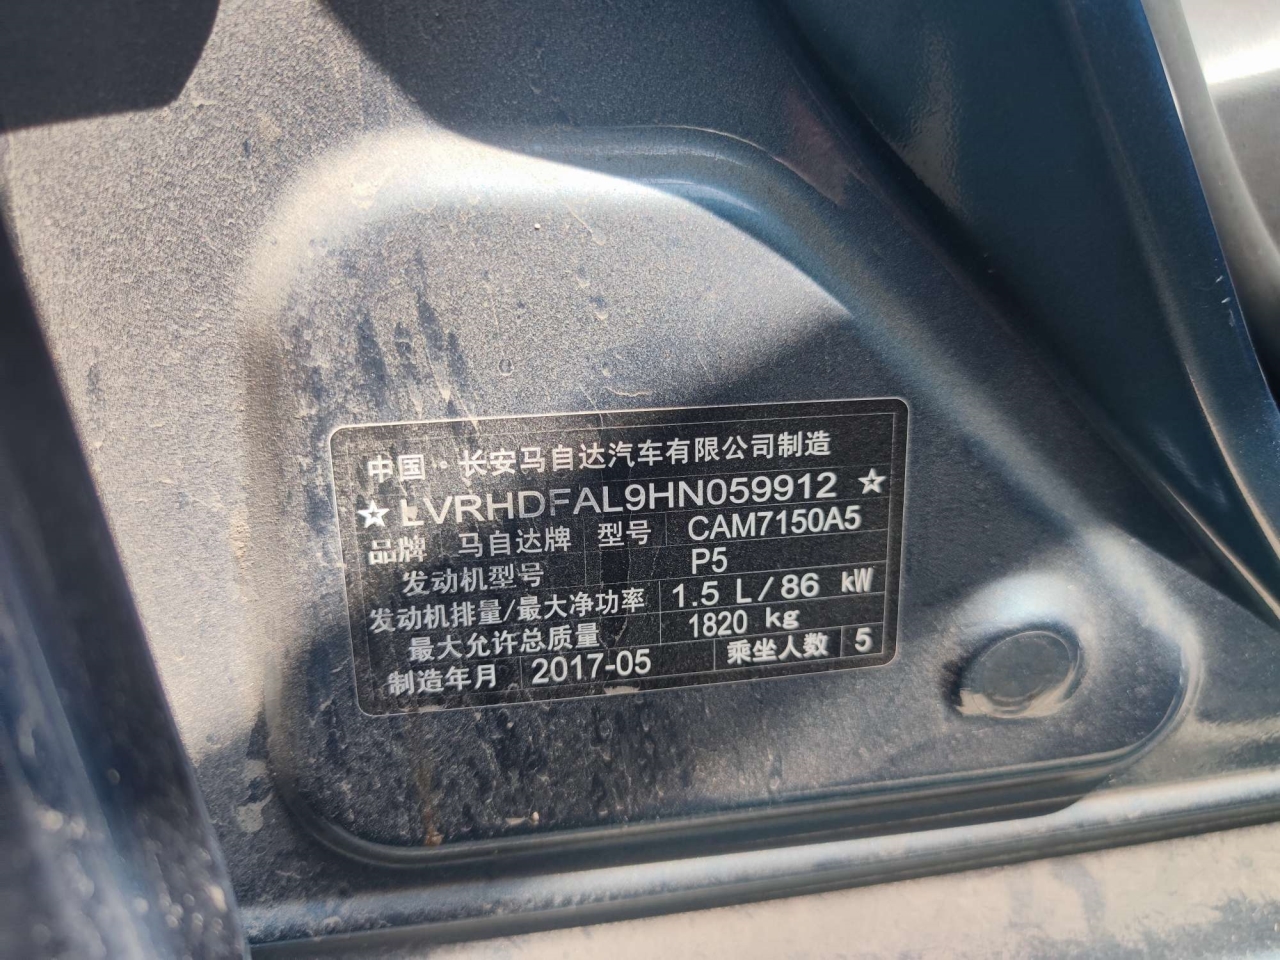 中国··长安马自达汽车有限公司制造
☆LVRHDFAL9HN059912☆
品牌 马自达牌 型号 CAM7150A5
发动机型号 P5
发动机排量/最大净功率 1.5 L/86 kW
最大允许总质量 1820 kg
制造年月 2017-05 乘坐人数 5